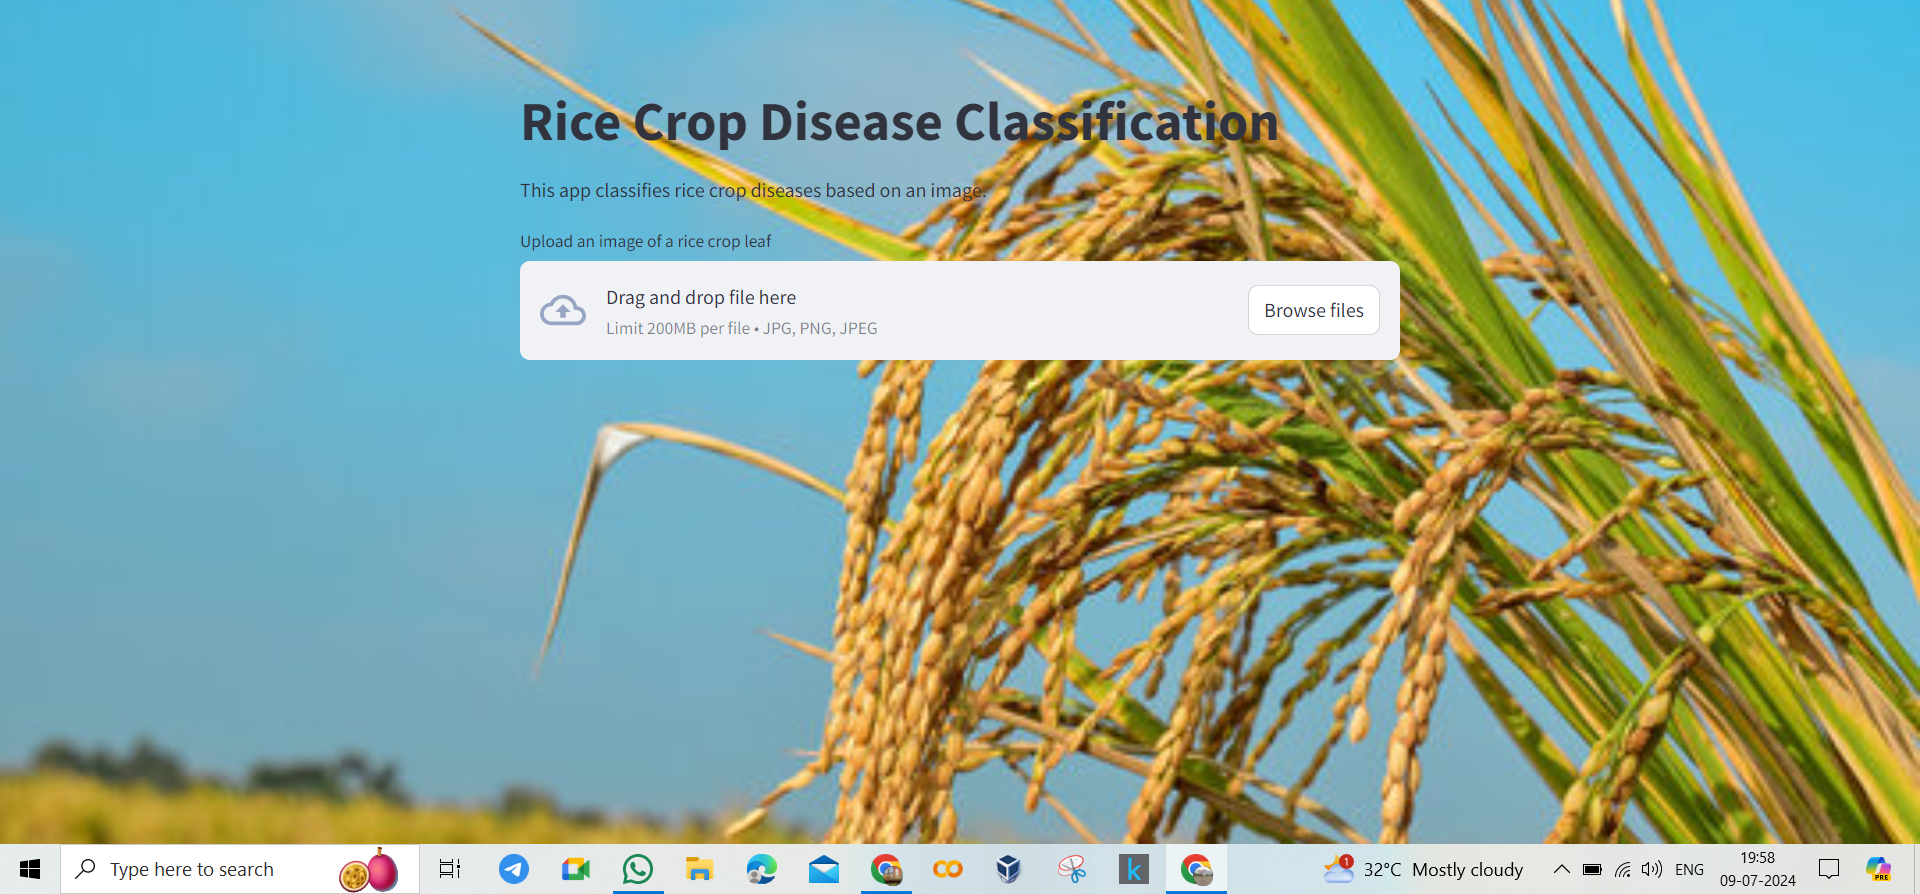 Rice Crop Disease Classification
This app classifies rice crop diseases based on an image.
Upload an image of a rice crop leaf
Drag and drop file here
Limit 200MB per file • JPG, PNG, JPEG
Browse files
Type here to search
k
1
32°C Mostly cloudy
ENG
19:58
09-07-2024
PRE